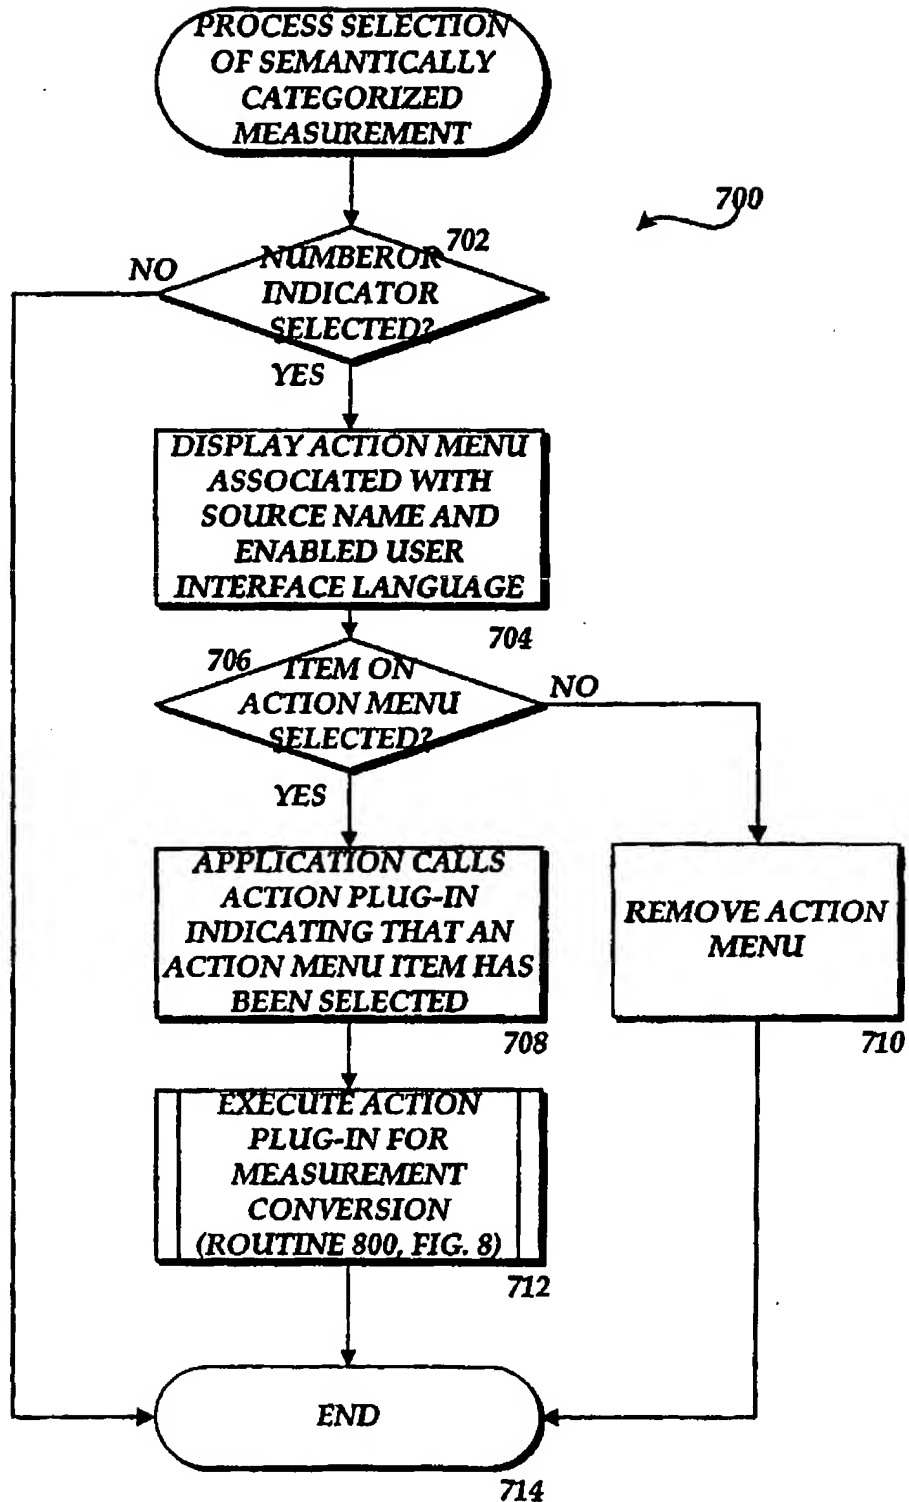 PROCESS SELECTION
OF SEMANTICALLY
CATEGORIZED
MEASUREMENT
700
702
NUMBEROR
INDICATOR
SELECTED?
NO
YES
DISPLAY ACTION MENU
ASSOCIATED WITH
SOURCE NAME AND
ENABLED USER
INTERFACE LANGUAGE
704
706
ITEM ON
ACTION MENU
SELECTED?
NO
YES
APPLICATION CALLS
ACTION PLUG-IN
INDICATING THAT AN
ACTION MENU ITEM HAS
BEEN SELECTED
708
REMOVE ACTION
MENU
710
EXECUTE ACTION
PLUG-IN FOR
MEASUREMENT
CONVERSION
(ROUTINE 800, FIG. 8)
712
END
714